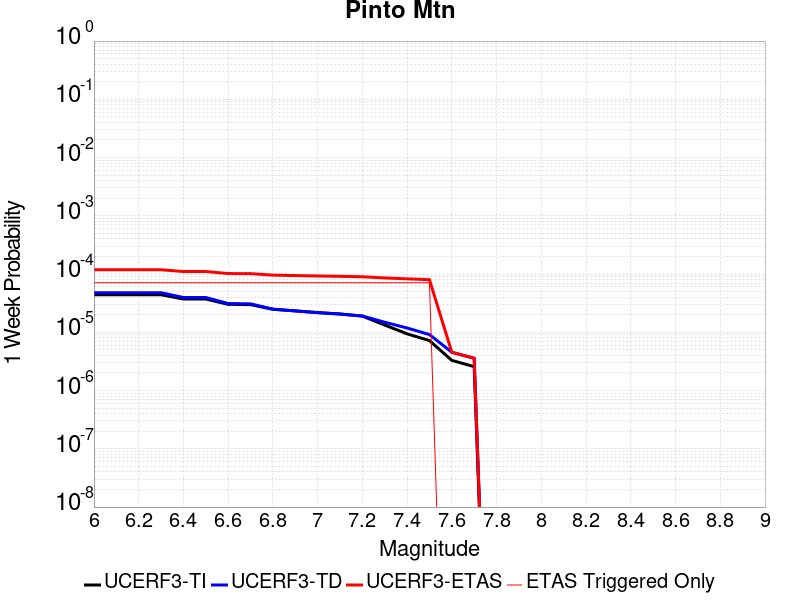 Pinto Mtn
10^0
10^-1
10^-2
10^-3
10^-4
10^-5
10^-6
10^-7
10^-8
1 Week Probability
6 6.2 6.4 6.6 6.8 7 7.2 7.4 7.6 7.8 8 8.2 8.4 8.6 8.8 9
Magnitude
UCERF3-TI UCERF3-TD UCERF3-ETAS ETAS Triggered Only